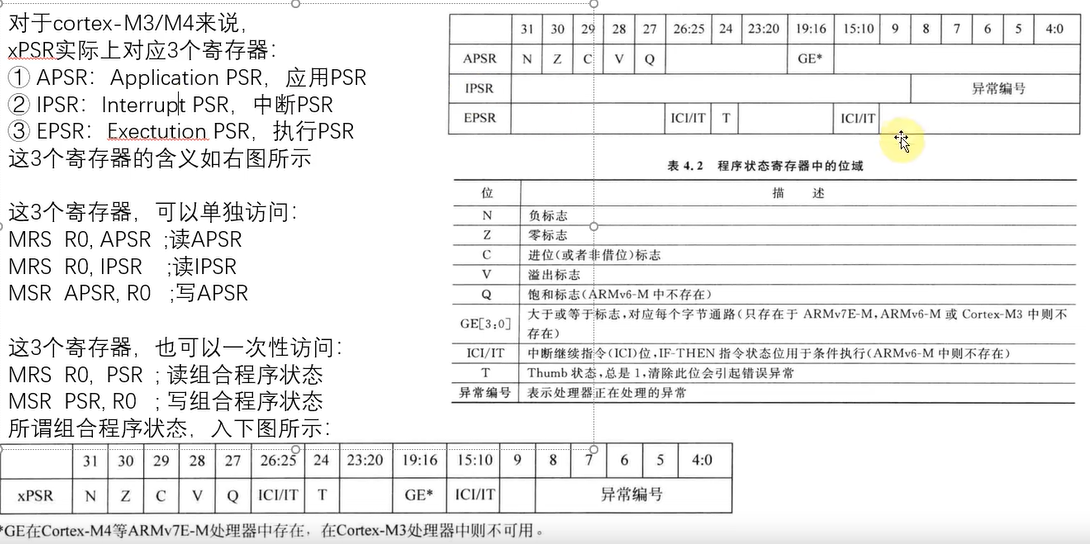 对于cortex-M3/M4来说，
xPSR实际上对应3个寄存器：
① APSR：Application PSR，应用PSR
② IPSR：Interrupt PSR，中断PSR
③ EPSR：Exectution PSR，执行PSR
这3个寄存器的含义如右图所示
这3个寄存器，可以单独访问：
MRS R0, APSR ;读APSR
MRS R0, IPSR ;读IPSR
MSR APSR, R0 ;写APSR
这3个寄存器，也可以一次性访问：
MRS R0, PSR ; 读组合程序状态
MSR PSR, R0 ; 写组合程序状态
所谓组合程序状态，入下图所示：
31 30 29 28 27 26:25 24 23:20 19:16 15:10 9 8 7 6 5 4:0
APSR N Z C V Q GE*
IPSR 异常编号
EPSR ICI/IT T ICI/IT
表 4.2 程序状态寄存器中的位域
位 描 述
N 负标志
Z 零标志
C 进位(或者非借位)标志
V 溢出标志
Q 饱和标志(ARMv6-M 中不存在)
GE[3:0] 大于或等于标志,对应每个字节通路(只存在于 ARMv7E-M,ARMv6-M 或 Cortex-M3 中则不
存在)
ICI/IT 中断继续指令(ICI)位,IF-THEN 指令状态位用于条件执行(ARMv6-M 中则不存在)
T Thumb 状态,总是 1,清除此位会引起错误异常
异常编号 表示处理器正在处理的异常
31 30 29 28 27 26:25 24 23:20 19:16 15:10 9 8 7 6 5 4:0
xPSR N Z C V Q ICI/IT T GE* ICI/IT 异常编号
*GE在Cortex-M4等ARMv7E-M处理器中存在，在Cortex-M3处理器中则不可用。